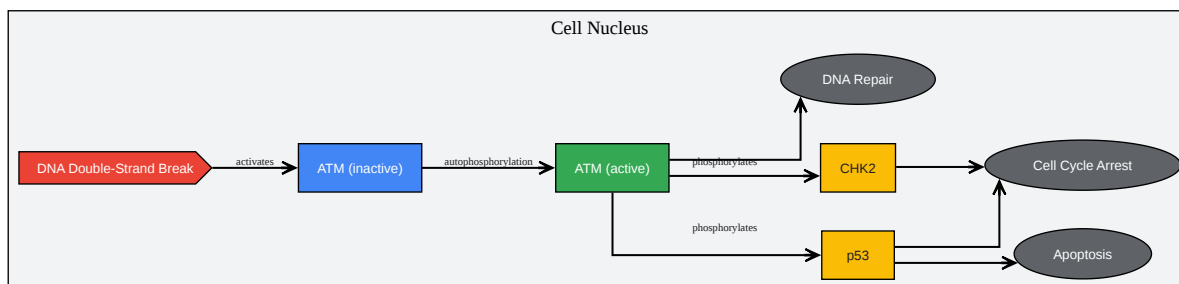 Cell Nucleus
DNA Repair
DNA Double-Strand Break
activates
ATM (inactive)
autophosphorylation
ATM (active)
phosphorylates
CHK2
Cell Cycle Arrest
phosphorylates
p53
Apoptosis